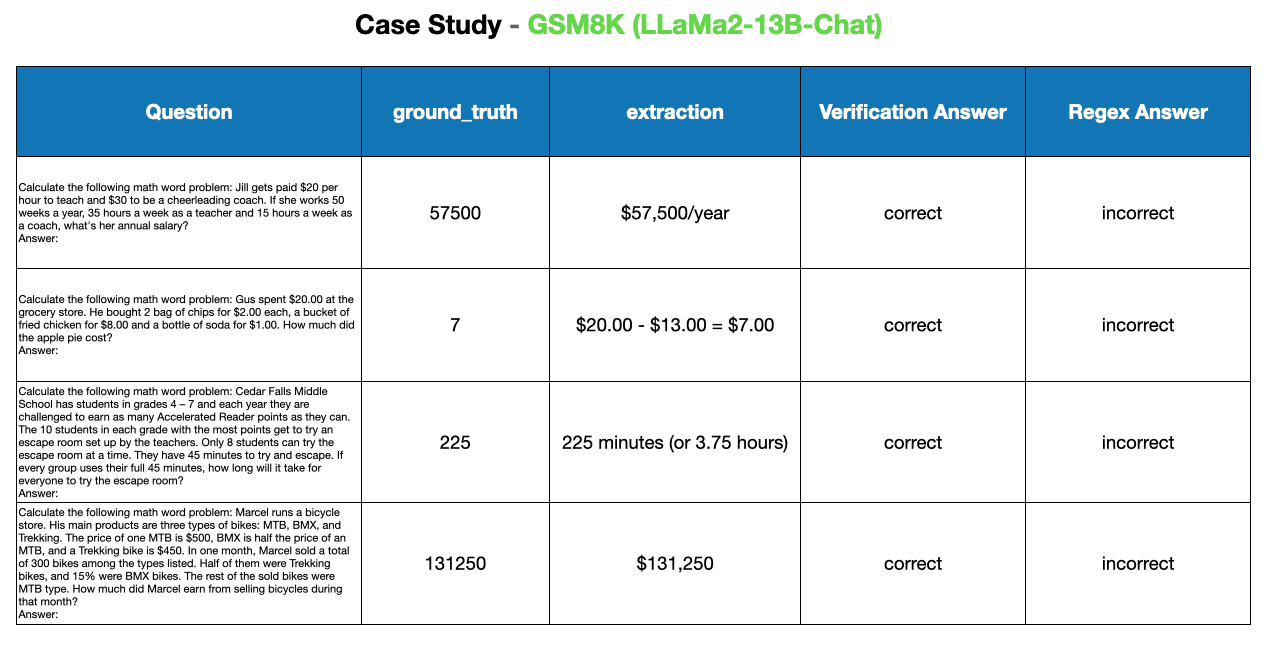 Case Study - GSM8K (LLaMa2-13B-Chat)
Question
ground_truth
extraction
Verification Answer
Regex Answer
Calculate the following math word problem: Jill gets paid $20 per
hour to teach and $30 to be a cheerleading coach. If she works 50
weeks a year, 35 hours a week as a teacher and 15 hours a week as
a coach, what's her annual salary?
Answer:
57500
$57,500/year
correct
incorrect
Calculate the following math word problem: Gus spent $20.00 at the
grocery store. He bought 2 bag of chips for $2.00 each, a bucket of
fried chicken for $8.00 and a bottle of soda for $1.00. How much did
the apple pie cost?
Answer:
7
$20.00 - $13.00 = $7.00
correct
incorrect
Calculate the following math word problem: Cedar Falls Middle
School has students in grades 4 – 7 and each year they are
challenged to earn as many Accelerated Reader points as they can.
The 10 students in each grade with the most points get to try an
escape room set up by the teachers. Only 8 students can try the
escape room at a time. They have 45 minutes to try and escape. If
every group uses their full 45 minutes, how long will it take for
everyone to try the escape room?
Answer:
225
225 minutes (or 3.75 hours)
correct
incorrect
Calculate the following math word problem: Marcel runs a bicycle
store. His main products are three types of bikes: MTB, BMX, and
Trekking. The price of one MTB is $500, BMX is half the price of an
MTB, and a Trekking bike is $450. In one month, Marcel sold a total
of 300 bikes among the types listed. Half of them were Trekking
bikes, and 15% were BMX bikes. The rest of the sold bikes were
MTB type. How much did Marcel earn from selling bicycles during
that month?
Answer:
131250
$131,250
correct
incorrect